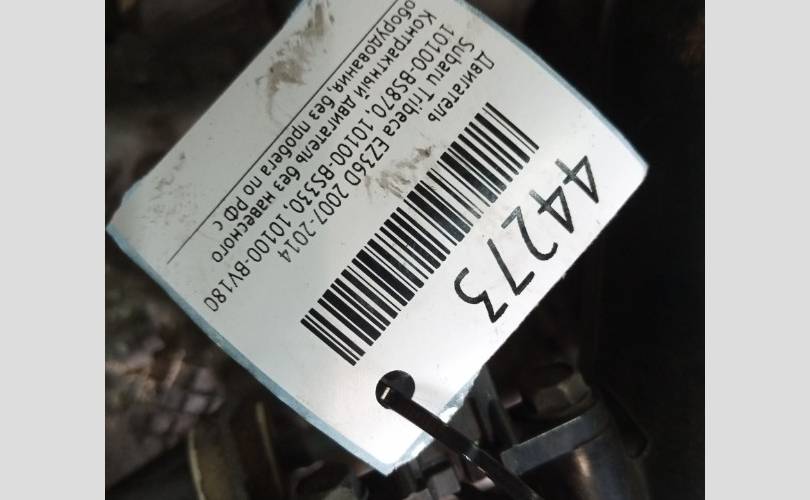 44273
Двигатель
Subaru Tribeca EZ36D 2007-2014
10100-BS870, 10100-BS330, 10100-BV180
Контрактный двигатель без навесного
оборудования, без пробега по РФ с